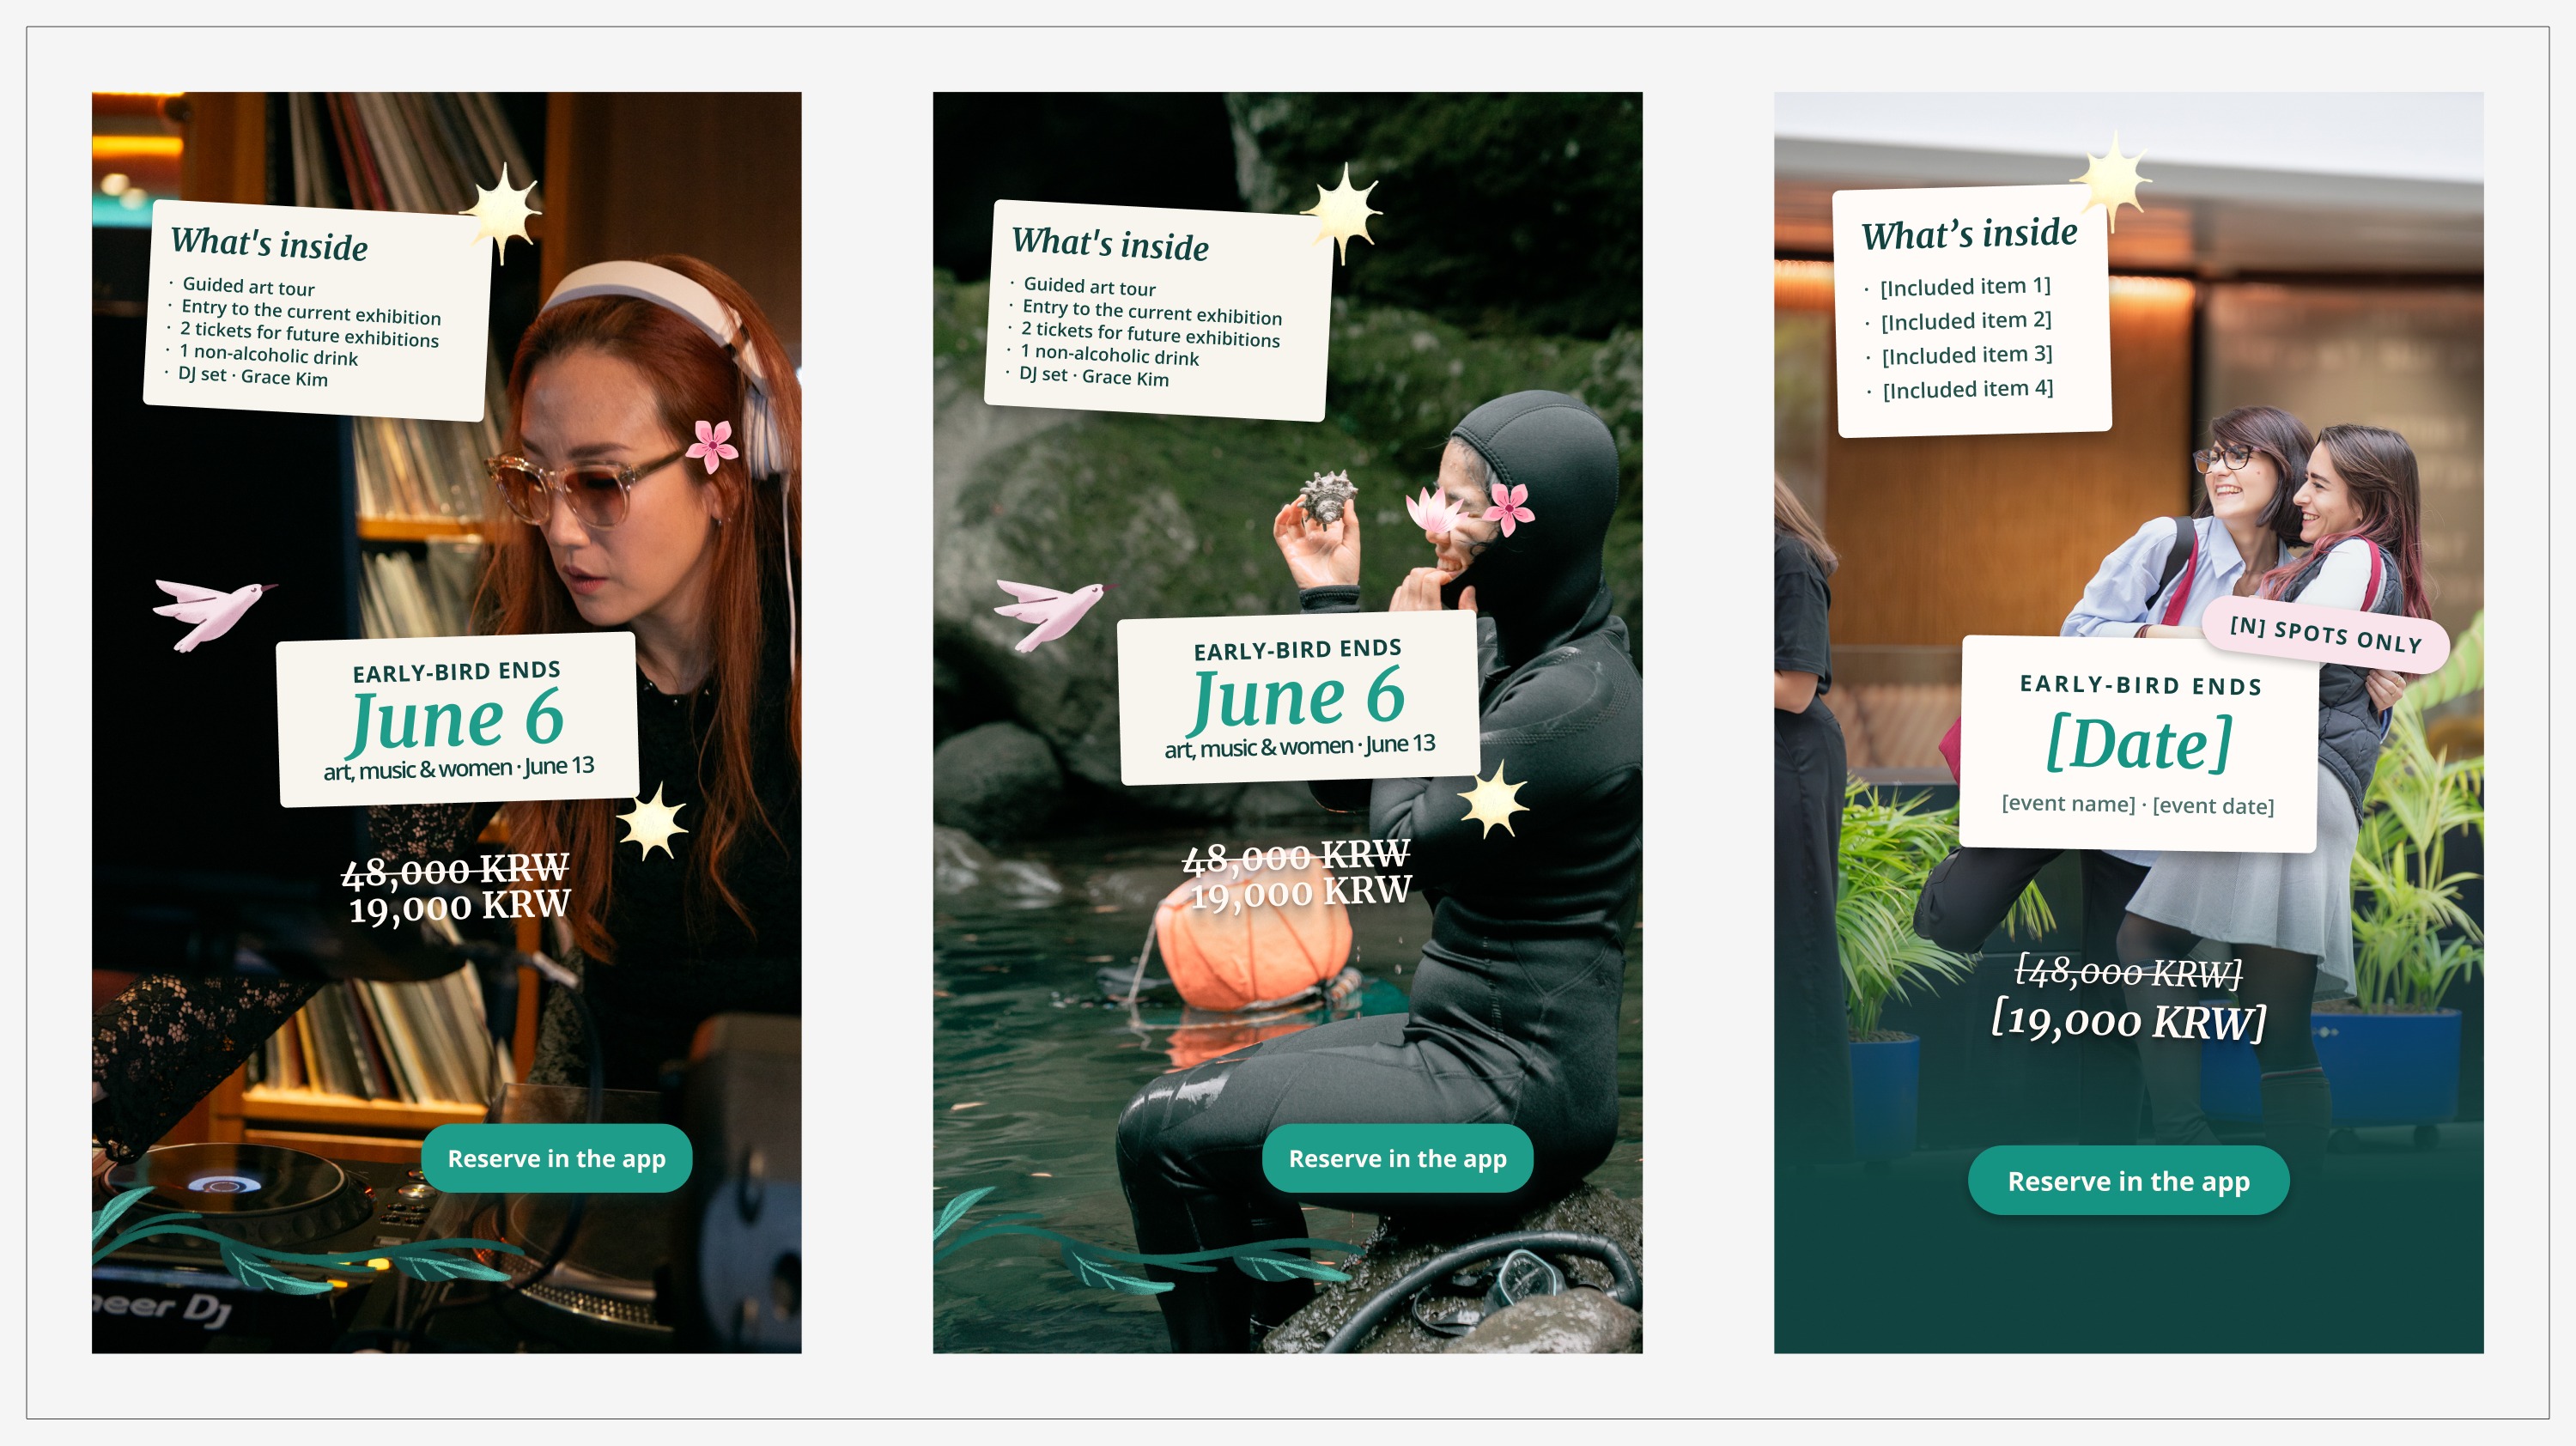 What's inside
· Guided art tour
· Entry to the current exhibition
· 2 tickets for future exhibitions
· 1 non-alcoholic drink
· DJ set · Grace Kim
EARLY-BIRD ENDS
June 6
art, music & women · June 13
48,000 KRW
19,000 KRW
Reserve in the app
neer DJ
What's inside
· Guided art tour
· Entry to the current exhibition
· 2 tickets for future exhibitions
· 1 non-alcoholic drink
· DJ set · Grace Kim
EARLY-BIRD ENDS
June 6
art, music & women · June 13
48,000 KRW
19,000 KRW
Reserve in the app
What’s inside
· [Included item 1]
· [Included item 2]
· [Included item 3]
· [Included item 4]
[N] SPOTS ONLY
EARLY-BIRD ENDS
[Date]
[event name] · [event date]
[48,000 KRW]
[19,000 KRW]
Reserve in the app